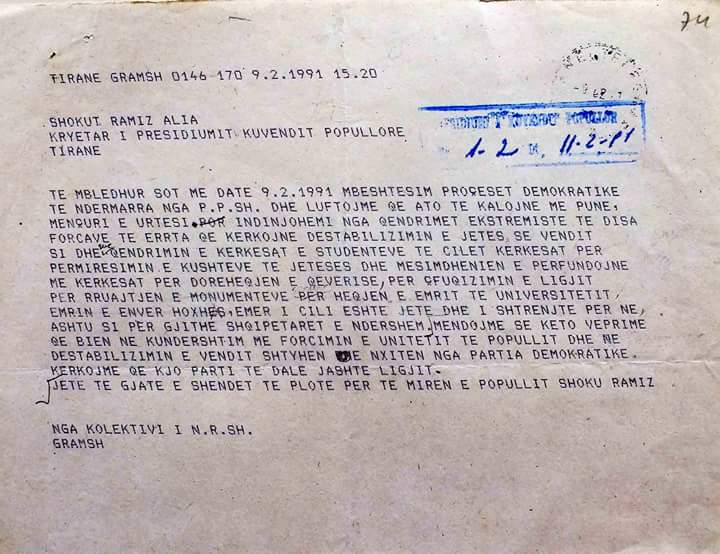 74
TIRANE GRAMSH 0146 170 9.2.1991 15.20
SHOKUT RAMIZ ALIA
KRYETAR I PRESIDIUMIT KUVENDIT POPULLORE
TIRANE
PRESIDIUMI I KUVENDIT POPULLOR
1-2 DT. 11-2-91
TE MBLEDHUR SOT ME DATE 9.2.1991 MBESHTESIM PROCESET DEMOKRATIKE
TE NDERMARRA NGA P.P.SH. DHE LUFTOJME QE ATO TE KALOJNE ME PUNE,
MENQURI E URTESI. POR INDINJOHEMI NGA QENDRIMET EKSTREMISTE TE DISA
FORCAVE TE ERRTA QE KERKOJNE DESTABILIZIMIN E JETES SE VENDIT
SI DHE QENDRIMIN E KERKESAT E STUDENTEVE TE CILET KERKESAT PER
PERMIRESIMIN E KUSHTEVE TE JETESES DHE MESIMDHENIEN E PERFUNDOJNE
ME KERKESAT PER DOREHEQJEN E QEVERISE, PER CFUQIZIMIN E LIGJIT
PER RRUAJTJEN E MONUMENTEVE PER HEQJEN E EMRIT TE UNIVERSITETIT,
EMRIN E ENVER HOXHES, EMER I CILI ESHTE JETE DHE I SHTRENJTE PER NE,
ASHTU SI PER GJITHE SHQIPETARET E NDERSHEM, MENDOJME SE KETO VEPRIME
QE BIEN NE KUNDERSHTIM ME FORCIMIN E UNITETIT TE POPULLIT DHE NE
DESTABILIZIMIN E VENDIT SHTYHEN DHE NXITEN NGA PARTIA DEMOKRATIKE.
KERKOJME QE KJO PARTI TE DALE JASHTE LIGJIT.
JETE TE GJATE E SHENDET TE PLOTE PER TE MIREN E POPULLIT SHOKU RAMIZ
NGA KOLEKTIVI I N.R.SH.
GRAMSH